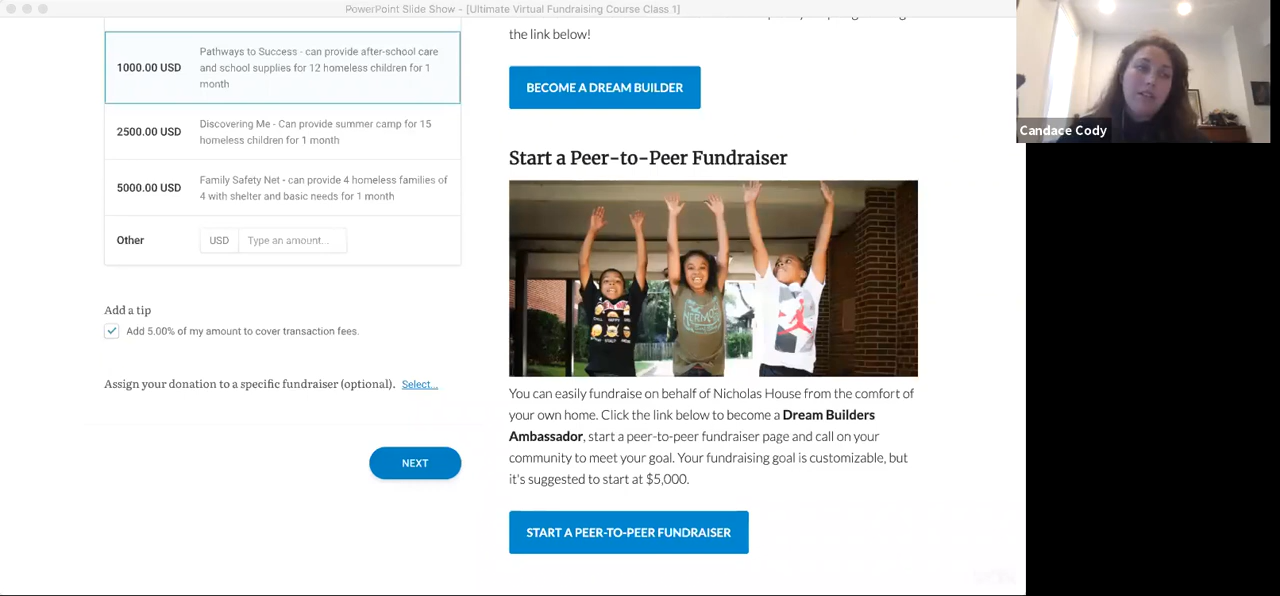 PowerPoint Slide Show - [Ultimate Virtual Fundraising Course Class 1]
1000.00 USD
Pathways to Success - can provide after-school care
and school supplies for 12 homeless children for 1
month
2500.00 USD
Discovering Me - Can provide summer camp for 15
homeless children for 1 month
5000.00 USD
Family Safety Net - can provide 4 homeless families of
4 with shelter and basic needs for 1 month
Other
USD
Type an amount...
Add a tip
Add 5.00% of my amount to cover transaction fees.
Assign your donation to a specific fundraiser (optional). Select...
NEXT
the link below!
BECOME A DREAM BUILDER
Start a Peer-to-Peer Fundraiser
You can easily fundraise on behalf of Nicholas House from the comfort of
your own home. Click the link below to become a Dream Builders
Ambassador, start a peer-to-peer fundraiser page and call on your
community to meet your goal. Your fundraising goal is customizable, but
it's suggested to start at $5,000.
START A PEER-TO-PEER FUNDRAISER
Candace Cody